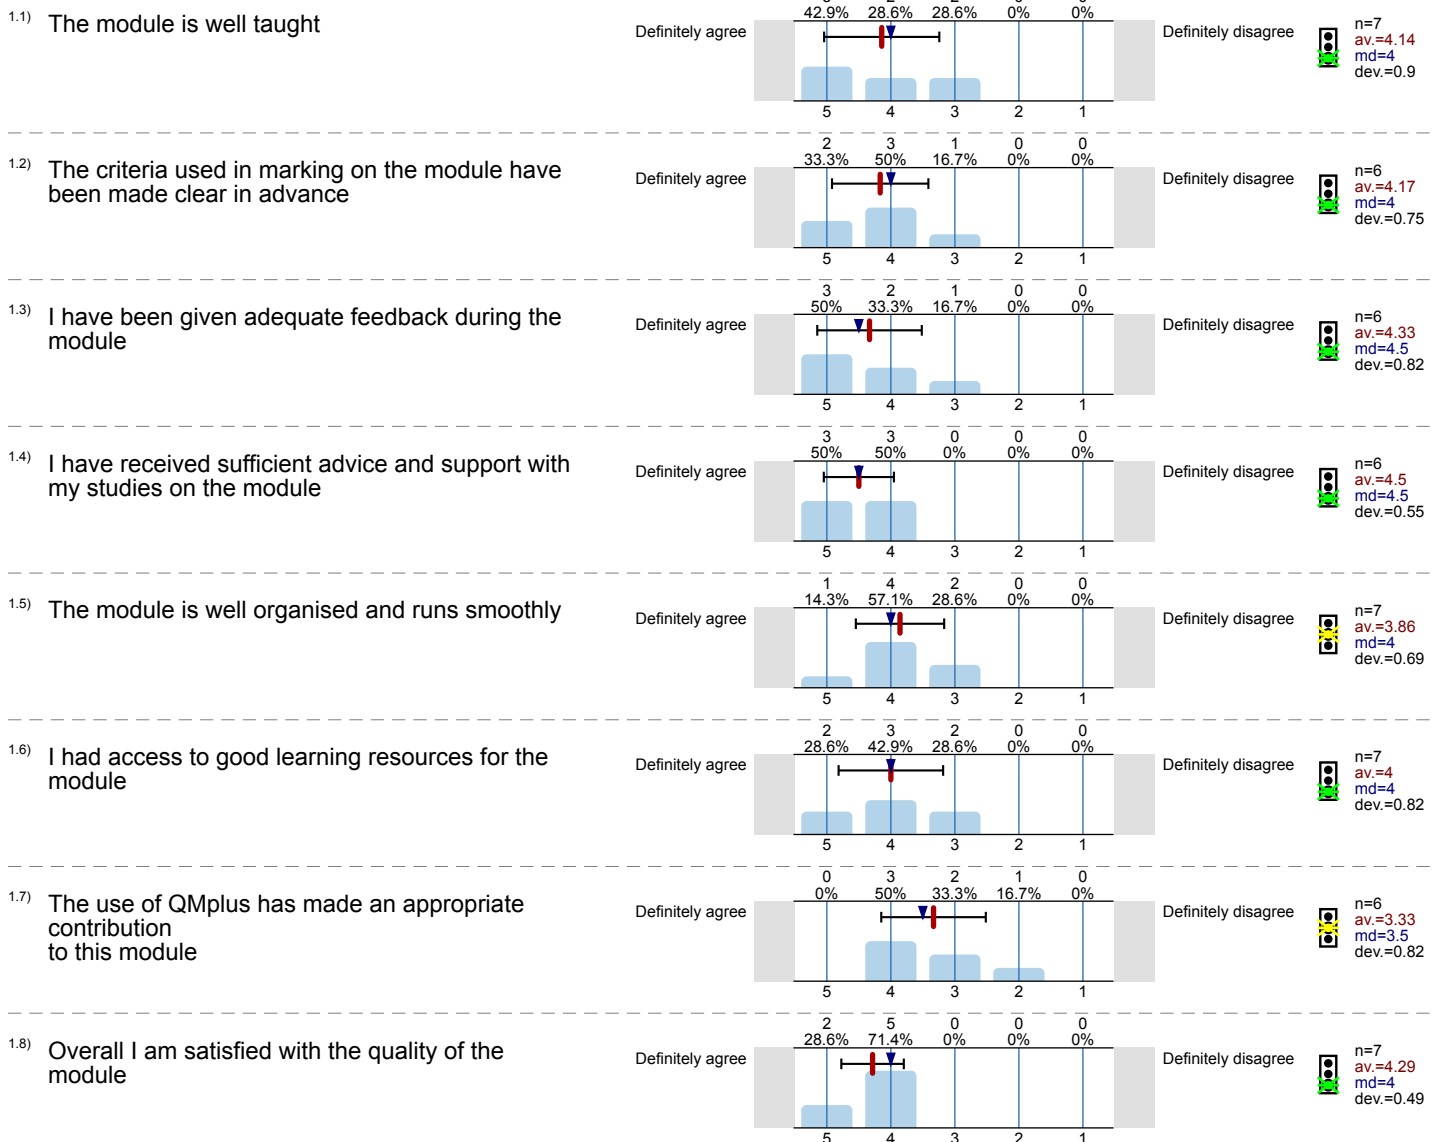 3 2 2 0 0
42.9% 28.6% 28.6% 0% 0%
1.1) The module is well taught
Definitely agree Definitely disagree
n=7
av.=4.14
md=4
dev.=0.9
5 4 3 2 1
2 3 1 0 0
33.3% 50% 16.7% 0% 0%
1.2) The criteria used in marking on the module have
been made clear in advance
Definitely agree Definitely disagree
n=6
av.=4.17
md=4
dev.=0.75
5 4 3 2 1
3 2 1 0 0
50% 33.3% 16.7% 0% 0%
1.3) I have been given adequate feedback during the
module
Definitely agree Definitely disagree
n=6
av.=4.33
md=4.5
dev.=0.82
5 4 3 2 1
3 3 0 0 0
50% 50% 0% 0% 0%
1.4) I have received sufficient advice and support with
my studies on the module
Definitely agree Definitely disagree
n=6
av.=4.5
md=4.5
dev.=0.55
5 4 3 2 1
1 4 2 0 0
14.3% 57.1% 28.6% 0% 0%
1.5) The module is well organised and runs smoothly
Definitely agree Definitely disagree
n=7
av.=3.86
md=4
dev.=0.69
5 4 3 2 1
2 3 2 0 0
28.6% 42.9% 28.6% 0% 0%
1.6) I had access to good learning resources for the
module
Definitely agree Definitely disagree
n=7
av.=4
md=4
dev.=0.82
5 4 3 2 1
0 3 2 1 0
0% 50% 33.3% 16.7% 0%
1.7) The use of QMplus has made an appropriate
contribution
to this module
Definitely agree Definitely disagree
n=6
av.=3.33
md=3.5
dev.=0.82
5 4 3 2 1
2 5 0 0 0
28.6% 71.4% 0% 0% 0%
1.8) Overall I am satisfied with the quality of the
module
Definitely agree Definitely disagree
n=7
av.=4.29
md=4
dev.=0.49
5 4 3 2 1